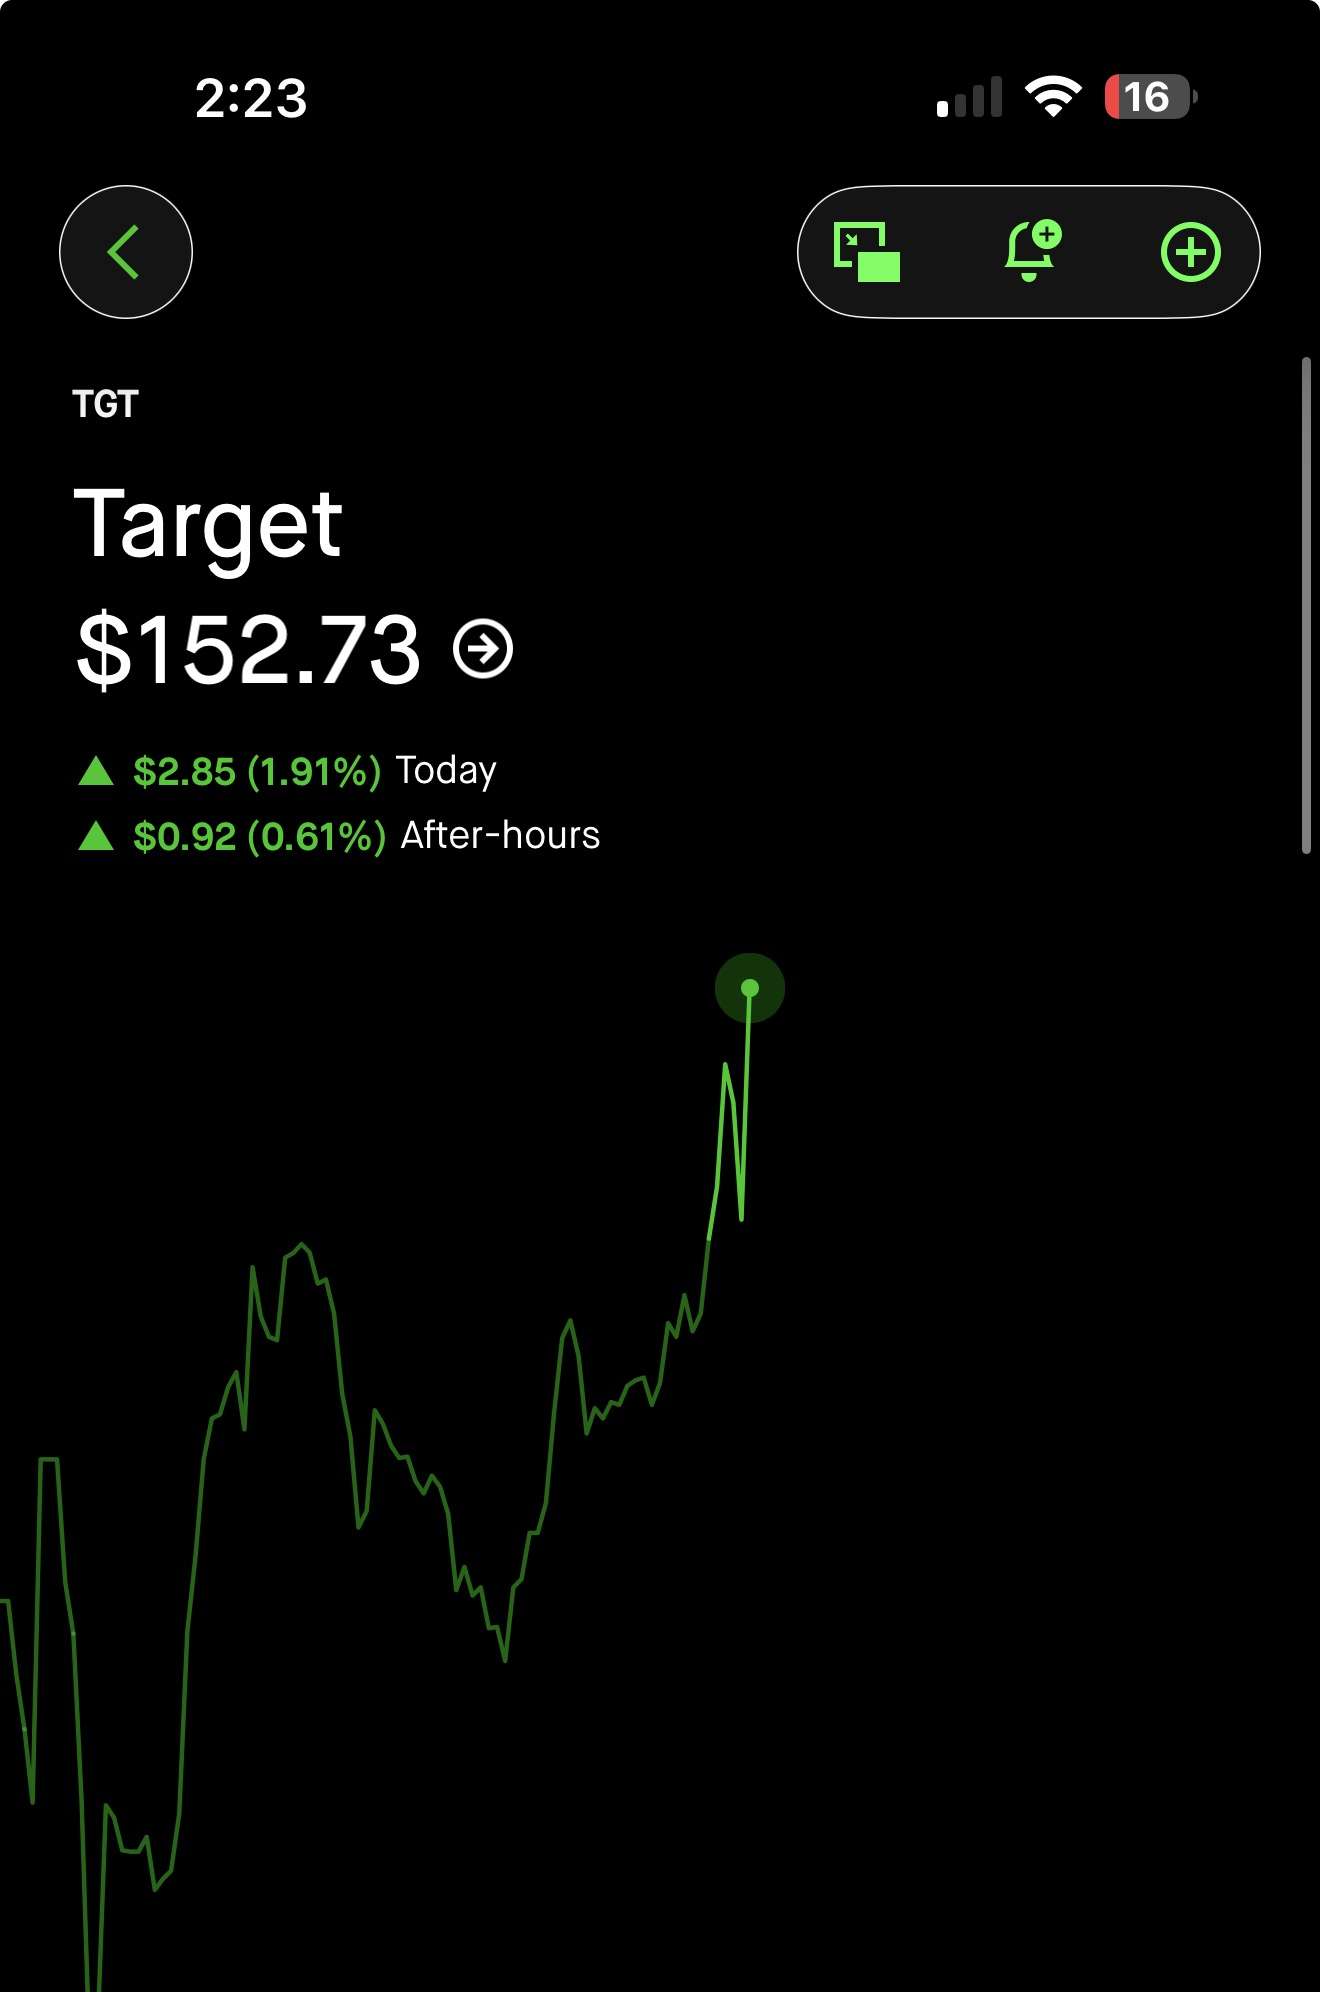 2:23
16
TGT
Target
$152.73
$2.85 (1.91%) Today
$0.92 (0.61%) After-hours